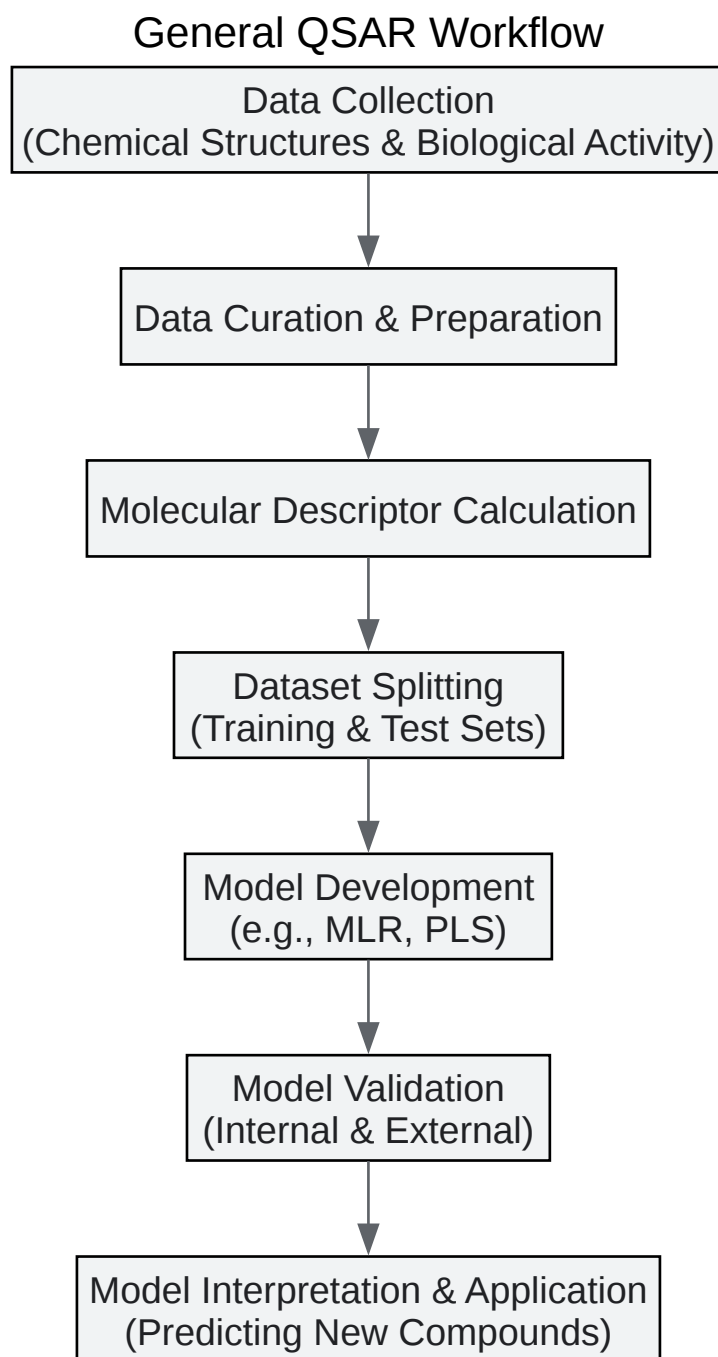 General QSAR Workflow
Data Collection
(Chemical Structures & Biological Activity)
Data Curation & Preparation
Molecular Descriptor Calculation
Dataset Splitting
(Training & Test Sets)
Model Development
(e.g., MLR, PLS)
Model Validation
(Internal & External)
Model Interpretation & Application
(Predicting New Compounds)